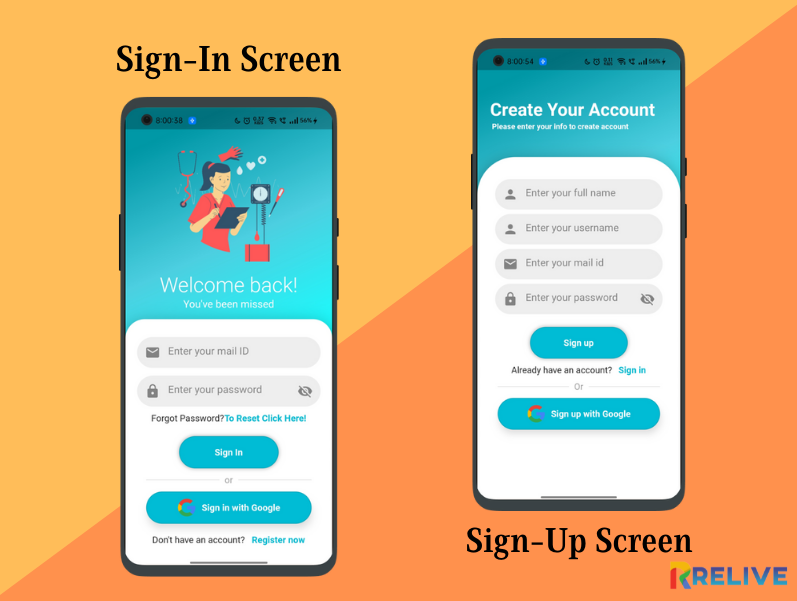 Sign-In Screen
8:00:38
56%
Welcome back!
You've been missed
Enter your mail ID
Enter your password
Forgot Password?To Reset Click Here!
Sign In
or
Sign in with Google
Don't have an account? Register now
8:00:54
56%
Create Your Account
Please enter your info to create account
Enter your full name
Enter your username
Enter your mail id
Enter your password
Sign up
Already have an account? Sign in
Or
Sign up with Google
Sign-Up Screen
RRELIVE